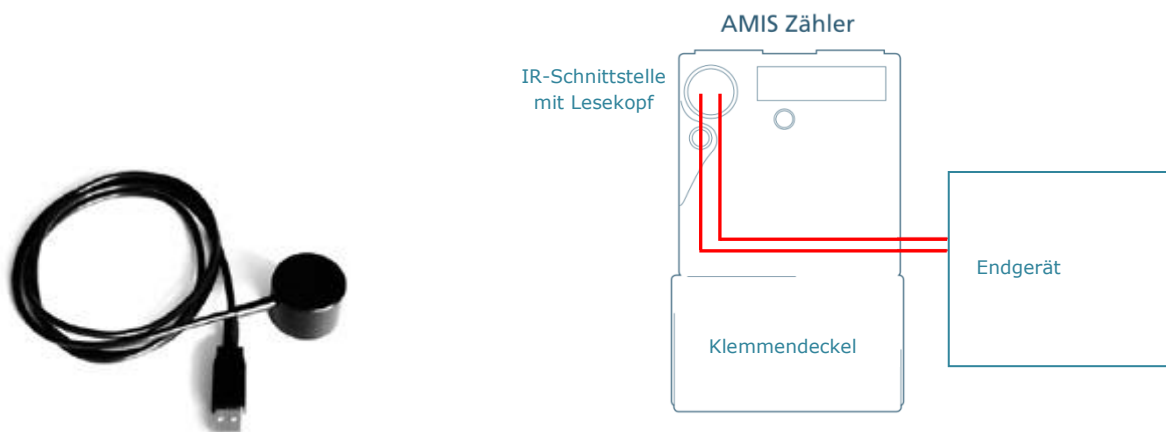 AMIS Zähler
IR-Schnittstelle
mit Lesekopf
Endgerät
Klemmendeckel